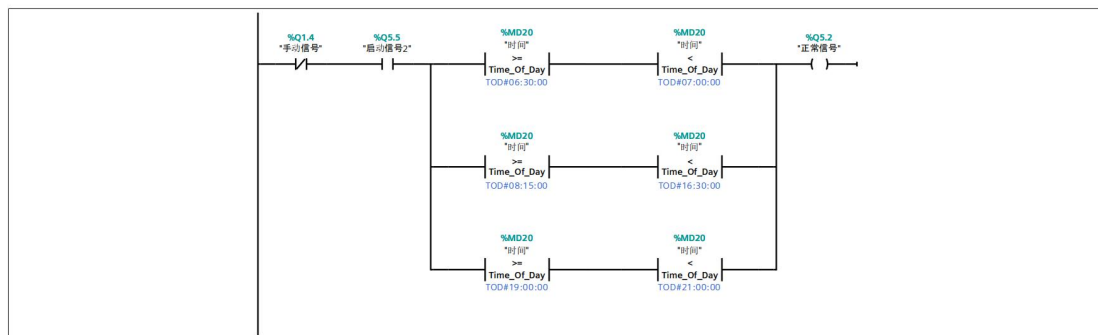 %Q1.4
"手动信号"
%Q5.5
"启动信号2"
%MD20
"时间"
>=
Time_Of_Day
TOD#06:30:00
%MD20
"时间"
<
Time_Of_Day
TOD#07:00:00
%Q5.2
"正常信号"
%MD20
"时间"
>=
Time_Of_Day
TOD#08:15:00
%MD20
"时间"
<
Time_Of_Day
TOD#16:30:00
%MD20
"时间"
>=
Time_Of_Day
TOD#19:00:00
%MD20
"时间"
<
Time_Of_Day
TOD#21:00:00